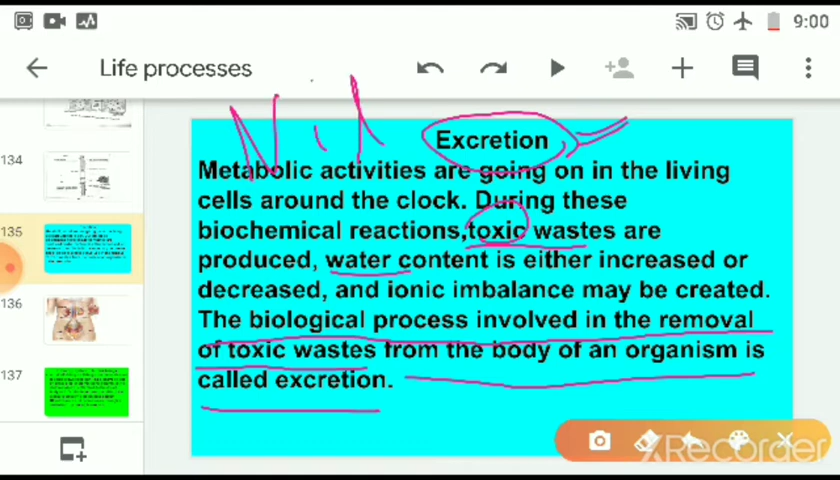 9:00
Life processes
134
135
136
137
Excretion
Metabolic activities are going on in the living
cells around the clock. During these
biochemical reactions,toxic wastes are
produced, water content is either increased or
decreased, and ionic imbalance may be created.
The biological process involved in the removal
of toxic wastes from the body of an organism is
called excretion.
XRecorder